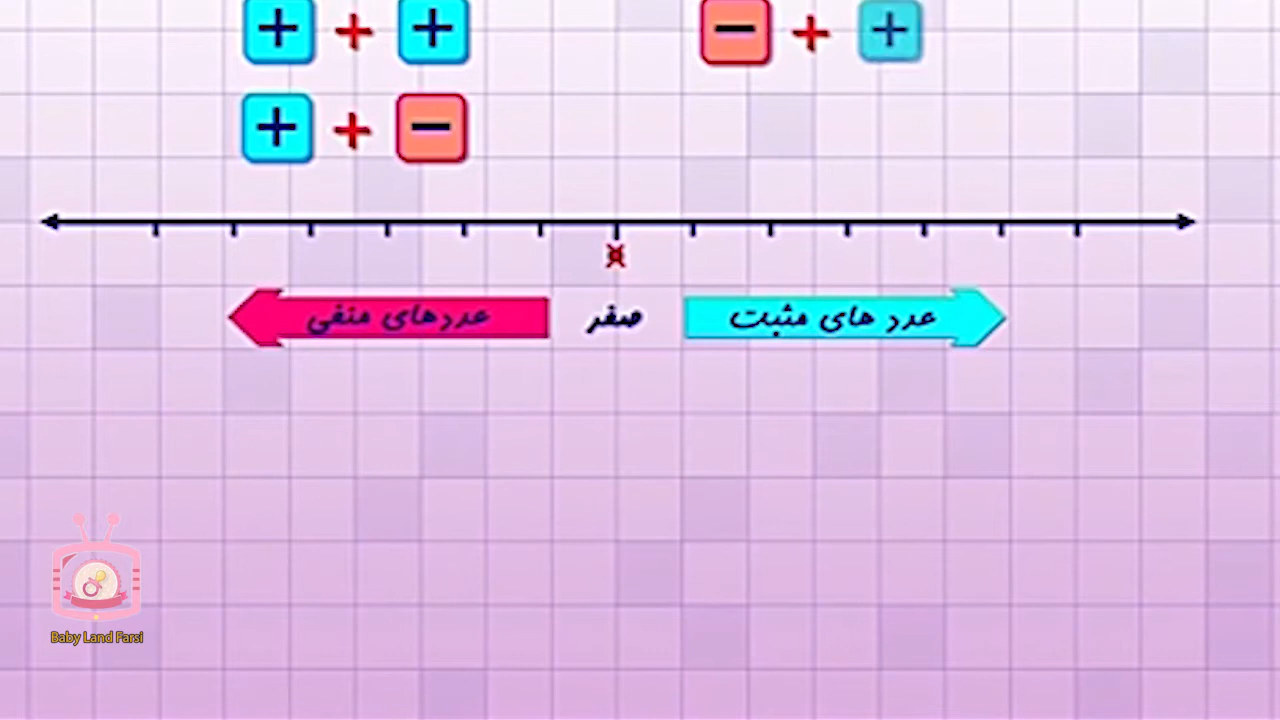 + + +
− + +
+ + −
عددهای منفی
صفر
عدد های مثبت
Baby Land Farsi